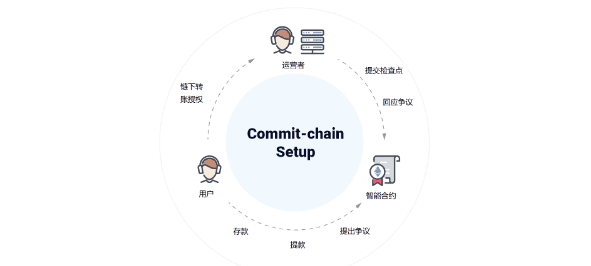 运营者
提交检查点
链下转
账授权
回应争议
Commit-chain
Setup
用户
智能合约
存款
提出争议
提款